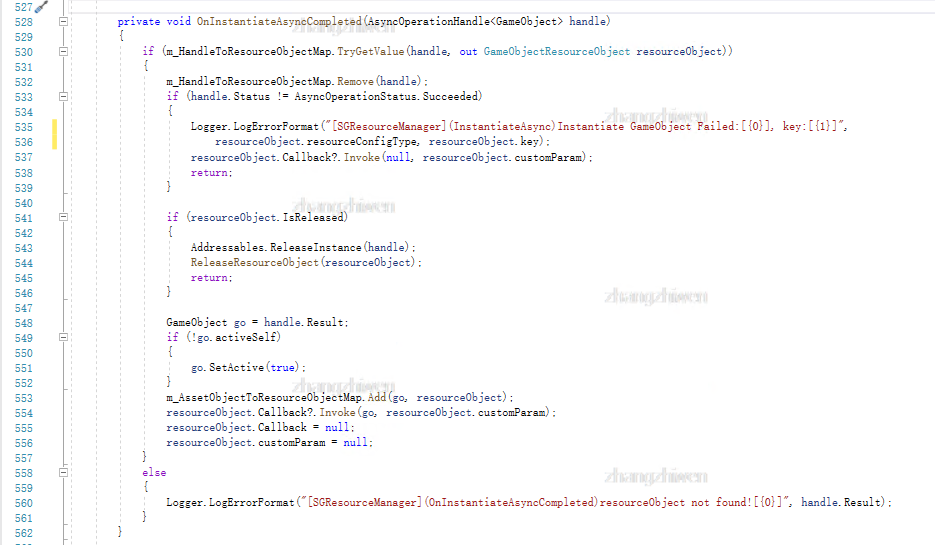 527
528 private void OnInstantiateAsyncCompleted(AsyncOperationHandle<GameObject> handle)
529 {
530 if (m_HandleToResourceObjectMap.TryGetValue(handle, out GameObjectResourceObject resourceObject))
531 {
532 m_HandleToResourceObjectMap.Remove(handle);
533 if (handle.Status != AsyncOperationStatus.Succeeded)
534 {
535 Logger.LogErrorFormat("[SGResourceManager](InstantiateAsync)Instantiate GameObject Failed:[{0}], key:[{1}]",
536 resourceObject.resourceConfigType, resourceObject.key);
537 resourceObject.Callback?.Invoke(null, resourceObject.customParam);
538 return;
539 }
540
541 if (resourceObject.IsReleased)
542 {
543 Addressables.ReleaseInstance(handle);
544 ReleaseResourceObject(resourceObject);
545 return;
546 }
547
548 GameObject go = handle.Result;
549 if (!go.activeSelf)
550 {
551 go.SetActive(true);
552 }
553 m_AssetObjectToResourceObjectMap.Add(go, resourceObject);
554 resourceObject.Callback?.Invoke(go, resourceObject.customParam);
555 resourceObject.Callback = null;
556 resourceObject.customParam = null;
557 }
558 else
559 {
560 Logger.LogErrorFormat("[SGResourceManager](OnInstantiateAsyncCompleted)resourceObject not found![{0}]", handle.Result);
561 }
562 }
zhangzhiwen
zhangzhiwen
zhangzhiwen
zhangzhiwen
zhangzhiwen
zhangzhiwen